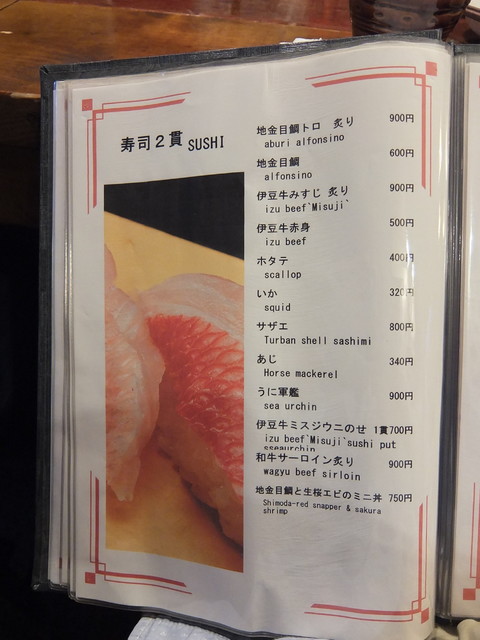 寿司2貫 SUSHI
地金目鯛トロ 炙り 900円
aburi alfonsino
地金目鯛 600円
alfonsino
伊豆牛みすじ 炙り 900円
izu beef`Misuji`
伊豆牛赤身 500円
izu beef
ホタテ 400円
scallop
いか 320円
squid
サザエ 800円
Turban shell sashimi
あじ 340円
Horse mackerel
うに軍艦 900円
sea urchin
伊豆牛ミスジウニのせ 1貫700円
izu beef`Misuji`sushi put
sseaurchin
和牛サーロイン炙り 900円
wagyu beef sirloin
地金目鯛と生桜エビのミニ丼 750円
Shimoda-red snapper & sakura
shrimp